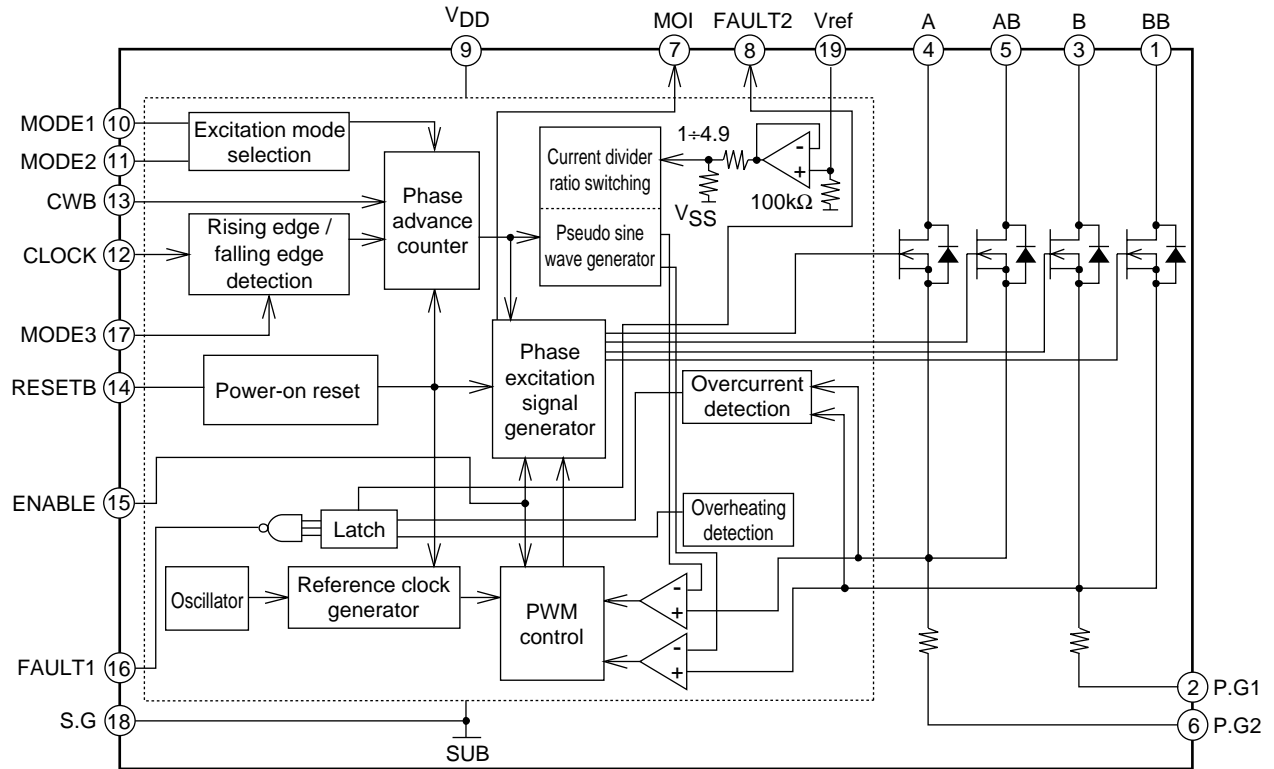 VDD
MOI
FAULT2
Vref
A
AB
B
BB
9
7
8
19
4
5
3
1
MODE1
10
MODE2
11
CWB
13
CLOCK
12
MODE3
17
RESETB
14
ENABLE
15
FAULT1
16
S.G
18
Excitation mode
selection
Phase
advance
counter
Rising edge /
falling edge
detection
Current divider
ratio switching
Pseudo sine
wave generator
1÷4.9
-
+
100kΩ
VSS
Power-on reset
Phase
excitation
signal
generator
Overcurrent
detection
Overheating
detection
Latch
Oscillator
Reference clock
generator
PWM
control
-
+
-
+
2
P.G1
6
P.G2
SUB